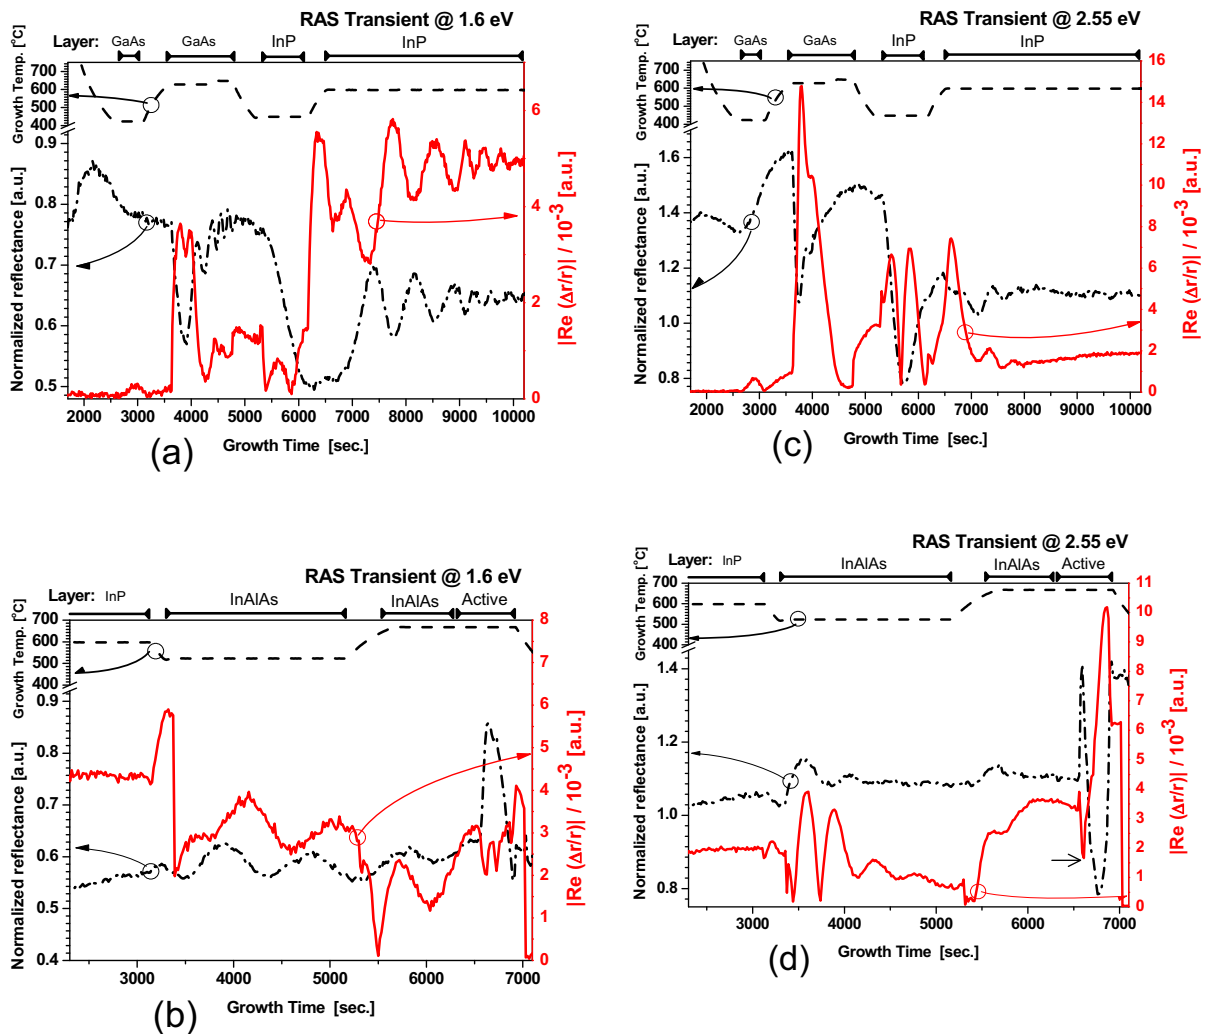 RAS Transient @ 1.6 eV
Layer: GaAs GaAs InP InP
Growth Temp. [°C]
700
600
500
400
Normalized reflectance [a.u.]
0.9
0.8
0.7
0.6
0.5
|Re (Δr/r)| / 10⁻³ [a.u.]
6
4
2
0
2000 3000 4000 5000 6000 7000 8000 9000 10000
Growth Time [sec.]
(a)
RAS Transient @ 2.55 eV
Layer: GaAs GaAs InP InP
Growth Temp. [°C]
700
600
500
400
Normalized reflectance [a.u.]
1.6
1.4
1.2
1.0
0.8
|Re (Δr/r)| / 10⁻³ [a.u.]
16
14
12
10
8
6
4
2
0
2000 3000 4000 5000 6000 7000 8000 9000 10000
Growth Time [sec.]
(c)
RAS Transient @ 1.6 eV
Layer: InP InAlAs InAlAs Active
Growth Temp. [°C]
700
600
500
400
Normalized reflectance [a.u.]
0.9
0.8
0.7
0.6
0.5
0.4
|Re (Δr/r)| / 10⁻³ [a.u.]
8
7
6
5
4
3
2
1
0
3000 4000 5000 6000 7000
Growth Time [sec.]
(b)
RAS Transient @ 2.55 eV
Layer: InP InAlAs InAlAs Active
Growth Temp. [°C]
700
600
500
400
Normalized reflectance [a.u.]
1.4
1.2
1.0
0.8
|Re (Δr/r)| / 10⁻³ [a.u.]
11
10
9
8
7
6
5
4
3
2
1
0
3000 4000 5000 6000 7000
Growth Time [sec.]
(d)